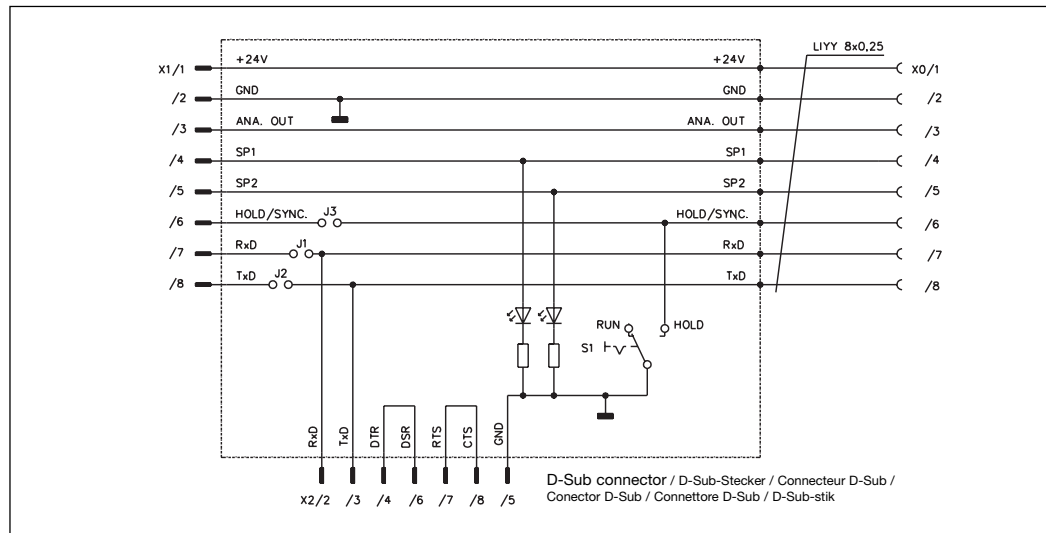 LIYY 8x0,25
X1/1 +24V +24V X0/1
/2 GND GND /2
/3 ANA. OUT ANA. OUT /3
/4 SP1 SP1 /4
/5 SP2 SP2 /5
/6 HOLD/SYNC. J3 HOLD/SYNC. /6
/7 RxD J1 RxD /7
/8 TxD J2 TxD /8
RUN HOLD
S1
RxD TxD DTR DSR RTS CTS GND
X2/2 /3 /4 /6 /7 /8 /5
D-Sub connector / D-Sub-Stecker / Connecteur D-Sub /
Conector D-Sub / Connettore D-Sub / D-Sub-stik